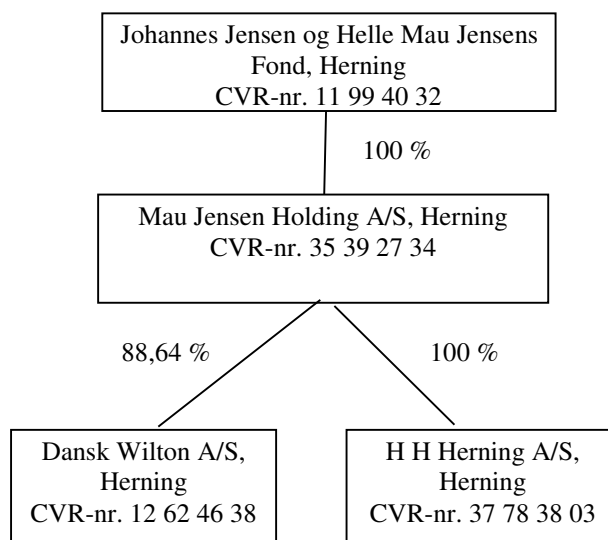 Johannes Jensen og Helle Mau Jensens
Fond, Herning
CVR-nr. 11 99 40 32
100 %
Mau Jensen Holding A/S, Herning
CVR-nr. 35 39 27 34
88,64 %
100 %
Dansk Wilton A/S,
Herning
CVR-nr. 12 62 46 38
H H Herning A/S,
Herning
CVR-nr. 37 78 38 03